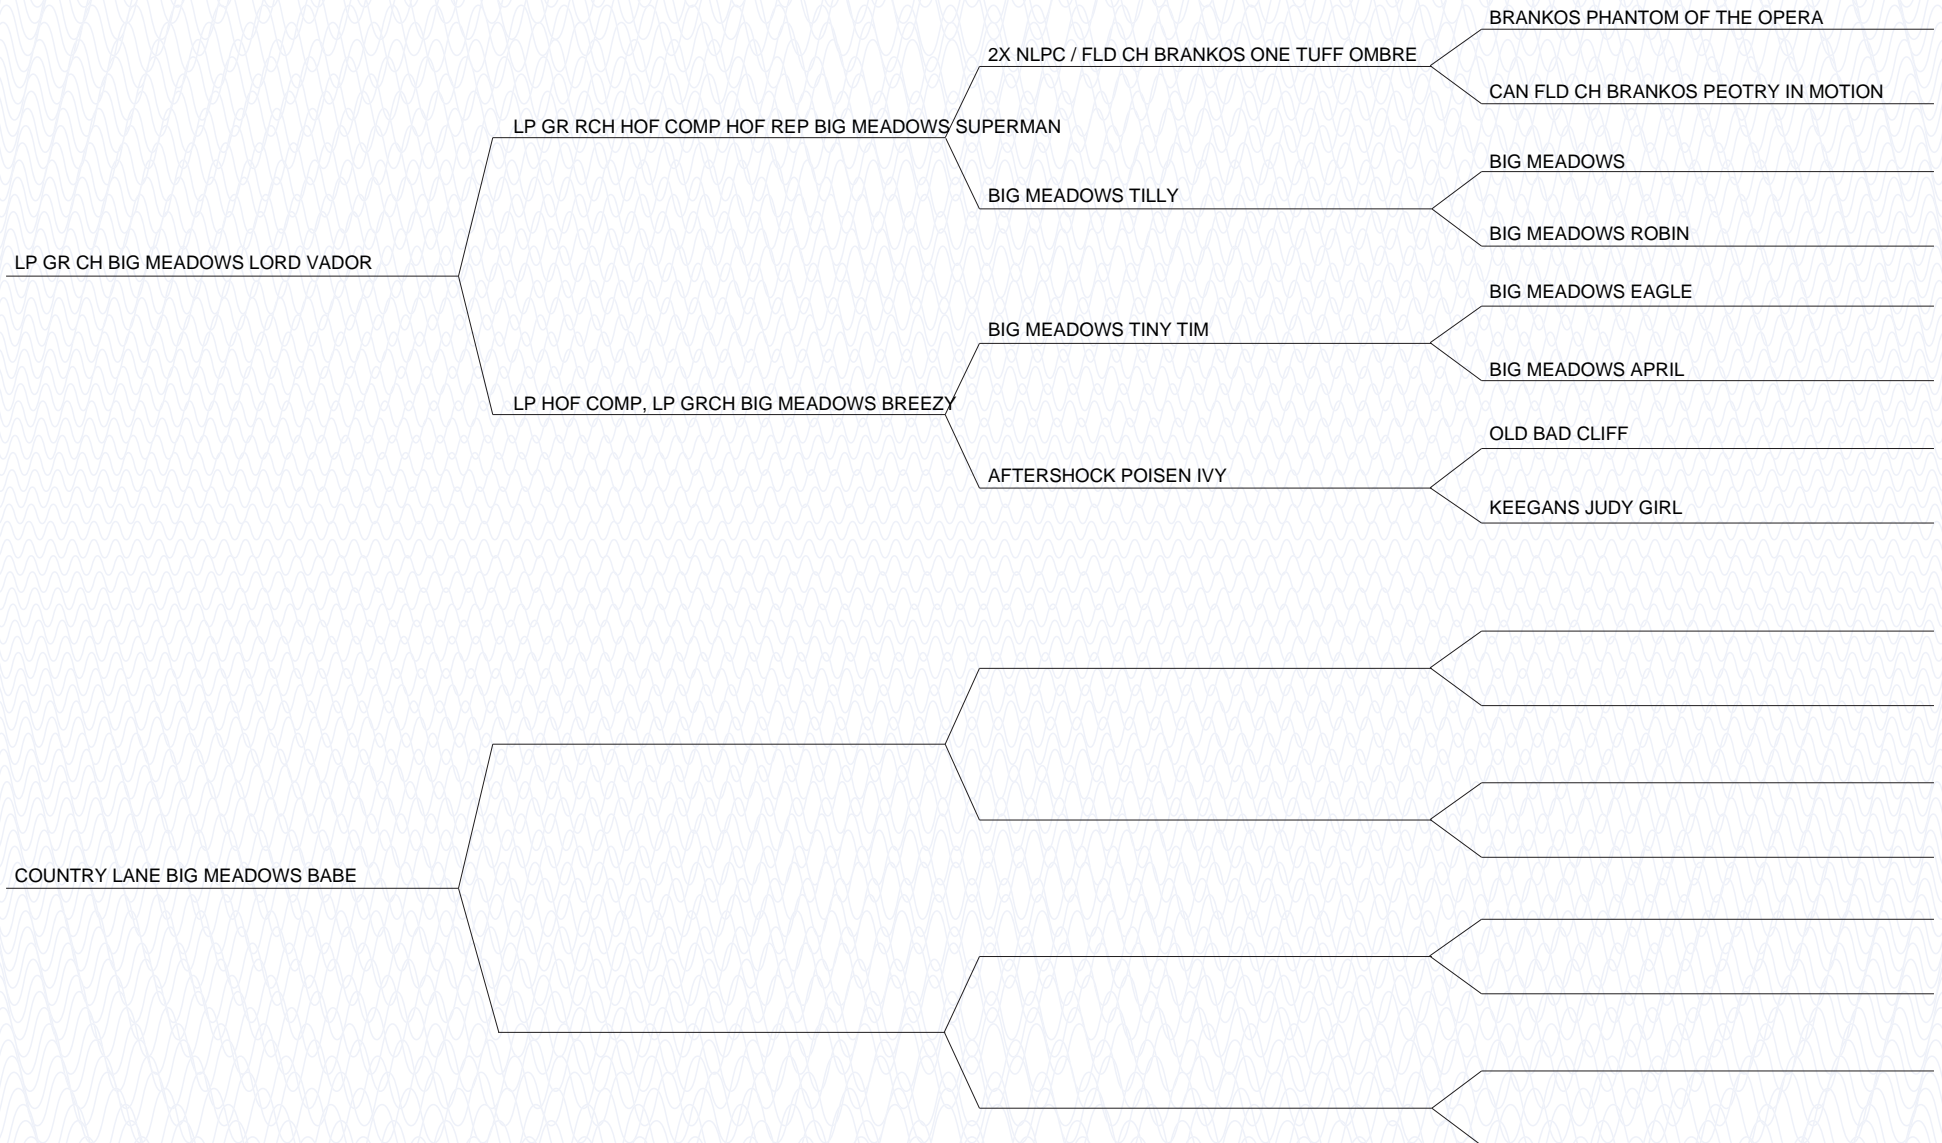 BRANKOS PHANTOM OF THE OPERA
2X NLPC / FLD CH BRANKOS ONE TUFF OMBRE
CAN FLD CH BRANKOS PEOTRY IN MOTION
LP GR RCH HOF COMP HOF REP BIG MEADOWS SUPERMAN
BIG MEADOWS
BIG MEADOWS TILLY
BIG MEADOWS ROBIN
LP GR CH BIG MEADOWS LORD VADOR
BIG MEADOWS EAGLE
BIG MEADOWS TINY TIM
BIG MEADOWS APRIL
LP HOF COMP, LP GRCH BIG MEADOWS BREEZY
OLD BAD CLIFF
AFTERSHOCK POISEN IVY
KEEGANS JUDY GIRL
COUNTRY LANE BIG MEADOWS BABE